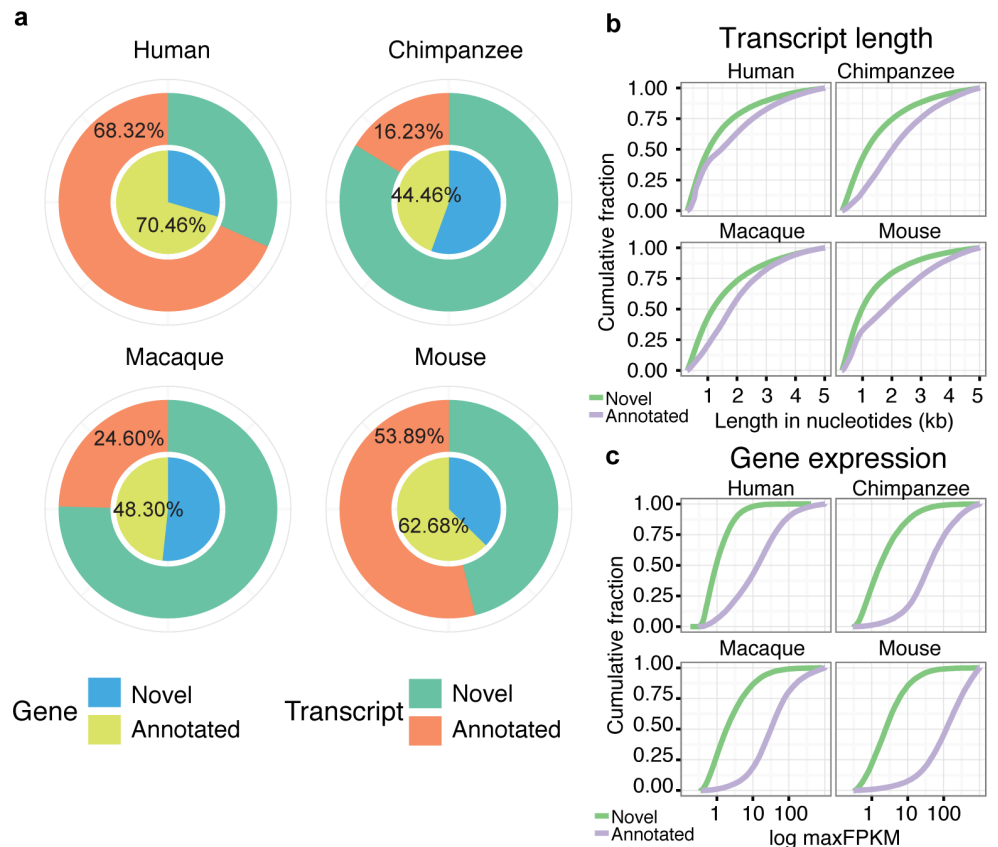 a
Human
Chimpanzee
68.32%
70.46%
16.23%
44.46%
Macaque
Mouse
24.60%
48.30%
53.89%
62.68%
Gene
Novel
Annotated
Transcript
Novel
Annotated
b
Transcript length
Human
Chimpanzee
1.00
0.75
0.50
0.25
0.00
Macaque
Mouse
1.00
0.75
0.50
0.25
0.00
Cumulative fraction
1 2 3 4 5
1 2 3 4 5
Novel
Annotated
Length in nucleotides (kb)
c
Gene expression
Human
Chimpanzee
1.00
0.75
0.50
0.25
0.00
Macaque
Mouse
1.00
0.75
0.50
0.25
0.00
Cumulative fraction
1 10 100
1 10 100
Novel
Annotated
log maxFPKM